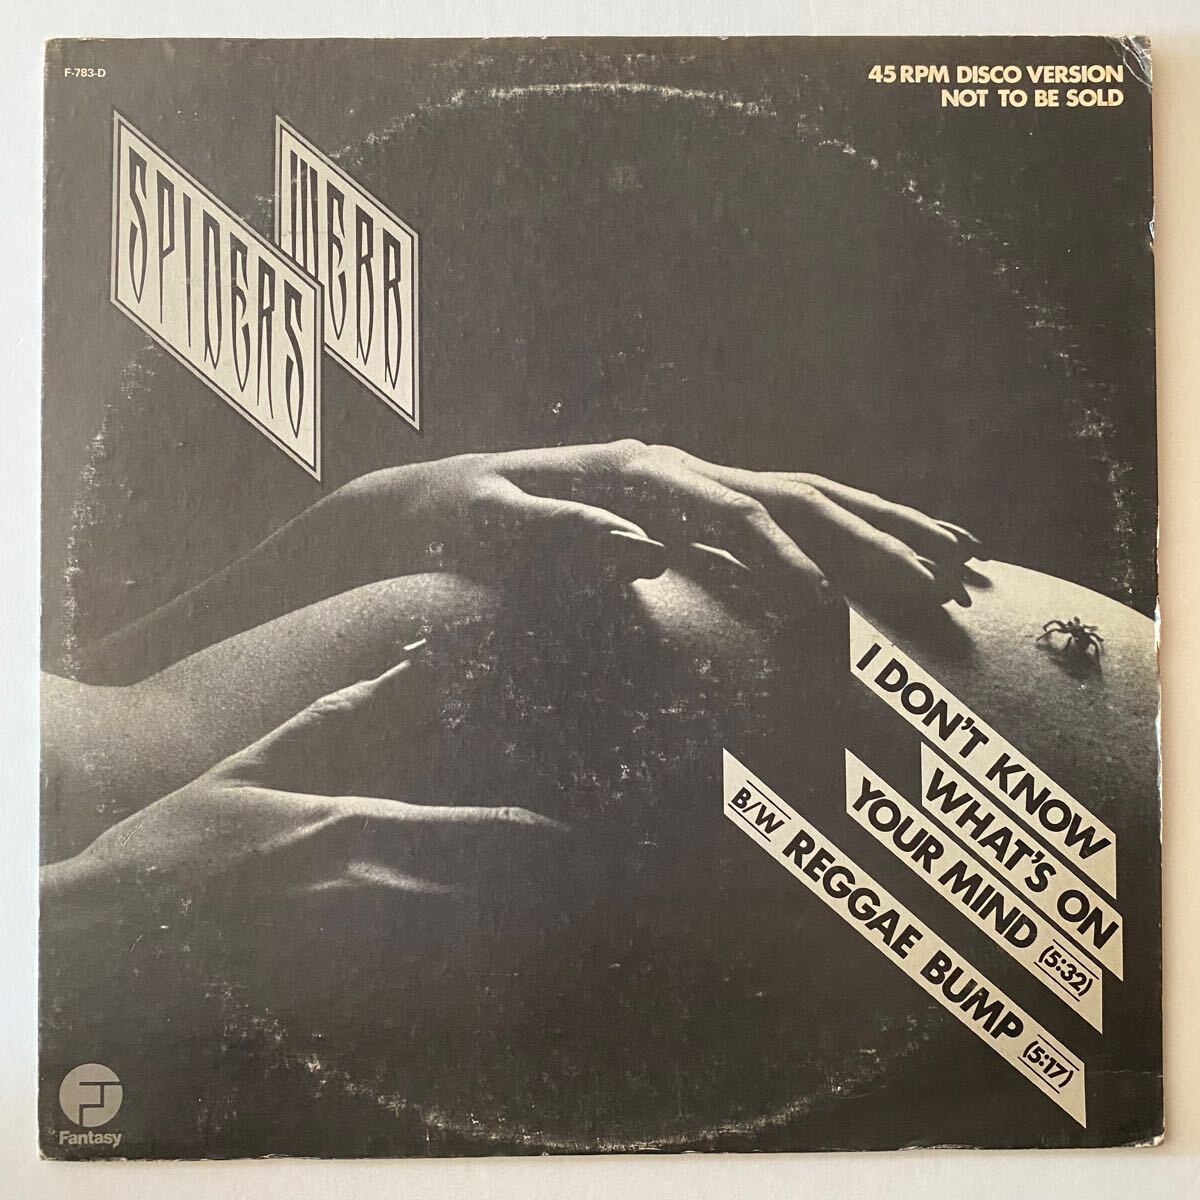 F-783-D
45 RPM DISCO VERSION
NOT TO BE SOLD
SPIDERS
WEBB
I DON'T KNOW
WHAT'S ON
YOUR MIND (5:32)
B/W REGGAE BUMP (5:17)
Fantasy